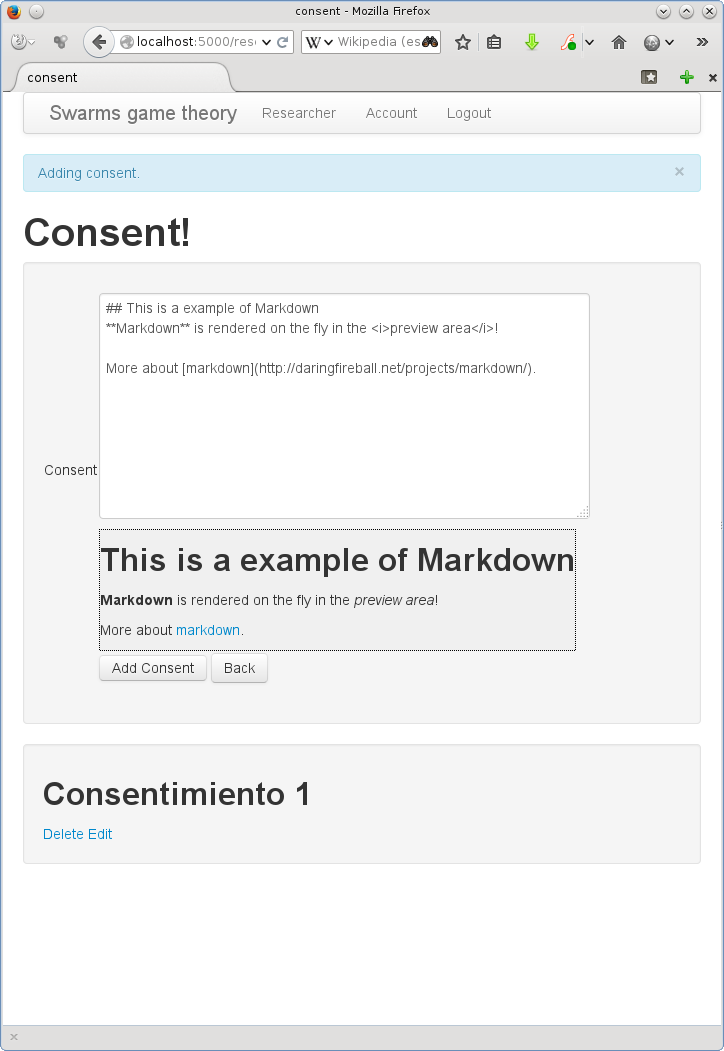 consent - Mozilla Firefox
localhost:5000/res
W Wikipedia (es
consent
Swarms game theory Researcher Account Logout
Adding consent. ×
Consent!
## This is a example of Markdown
**Markdown** is rendered on the fly in the <i>preview area</i>!
More about [markdown](http://daringfireball.net/projects/markdown/).
Consent
This is a example of Markdown
Markdown is rendered on the fly in the preview area!
More about markdown.
Add Consent Back
Consentimiento 1
Delete Edit